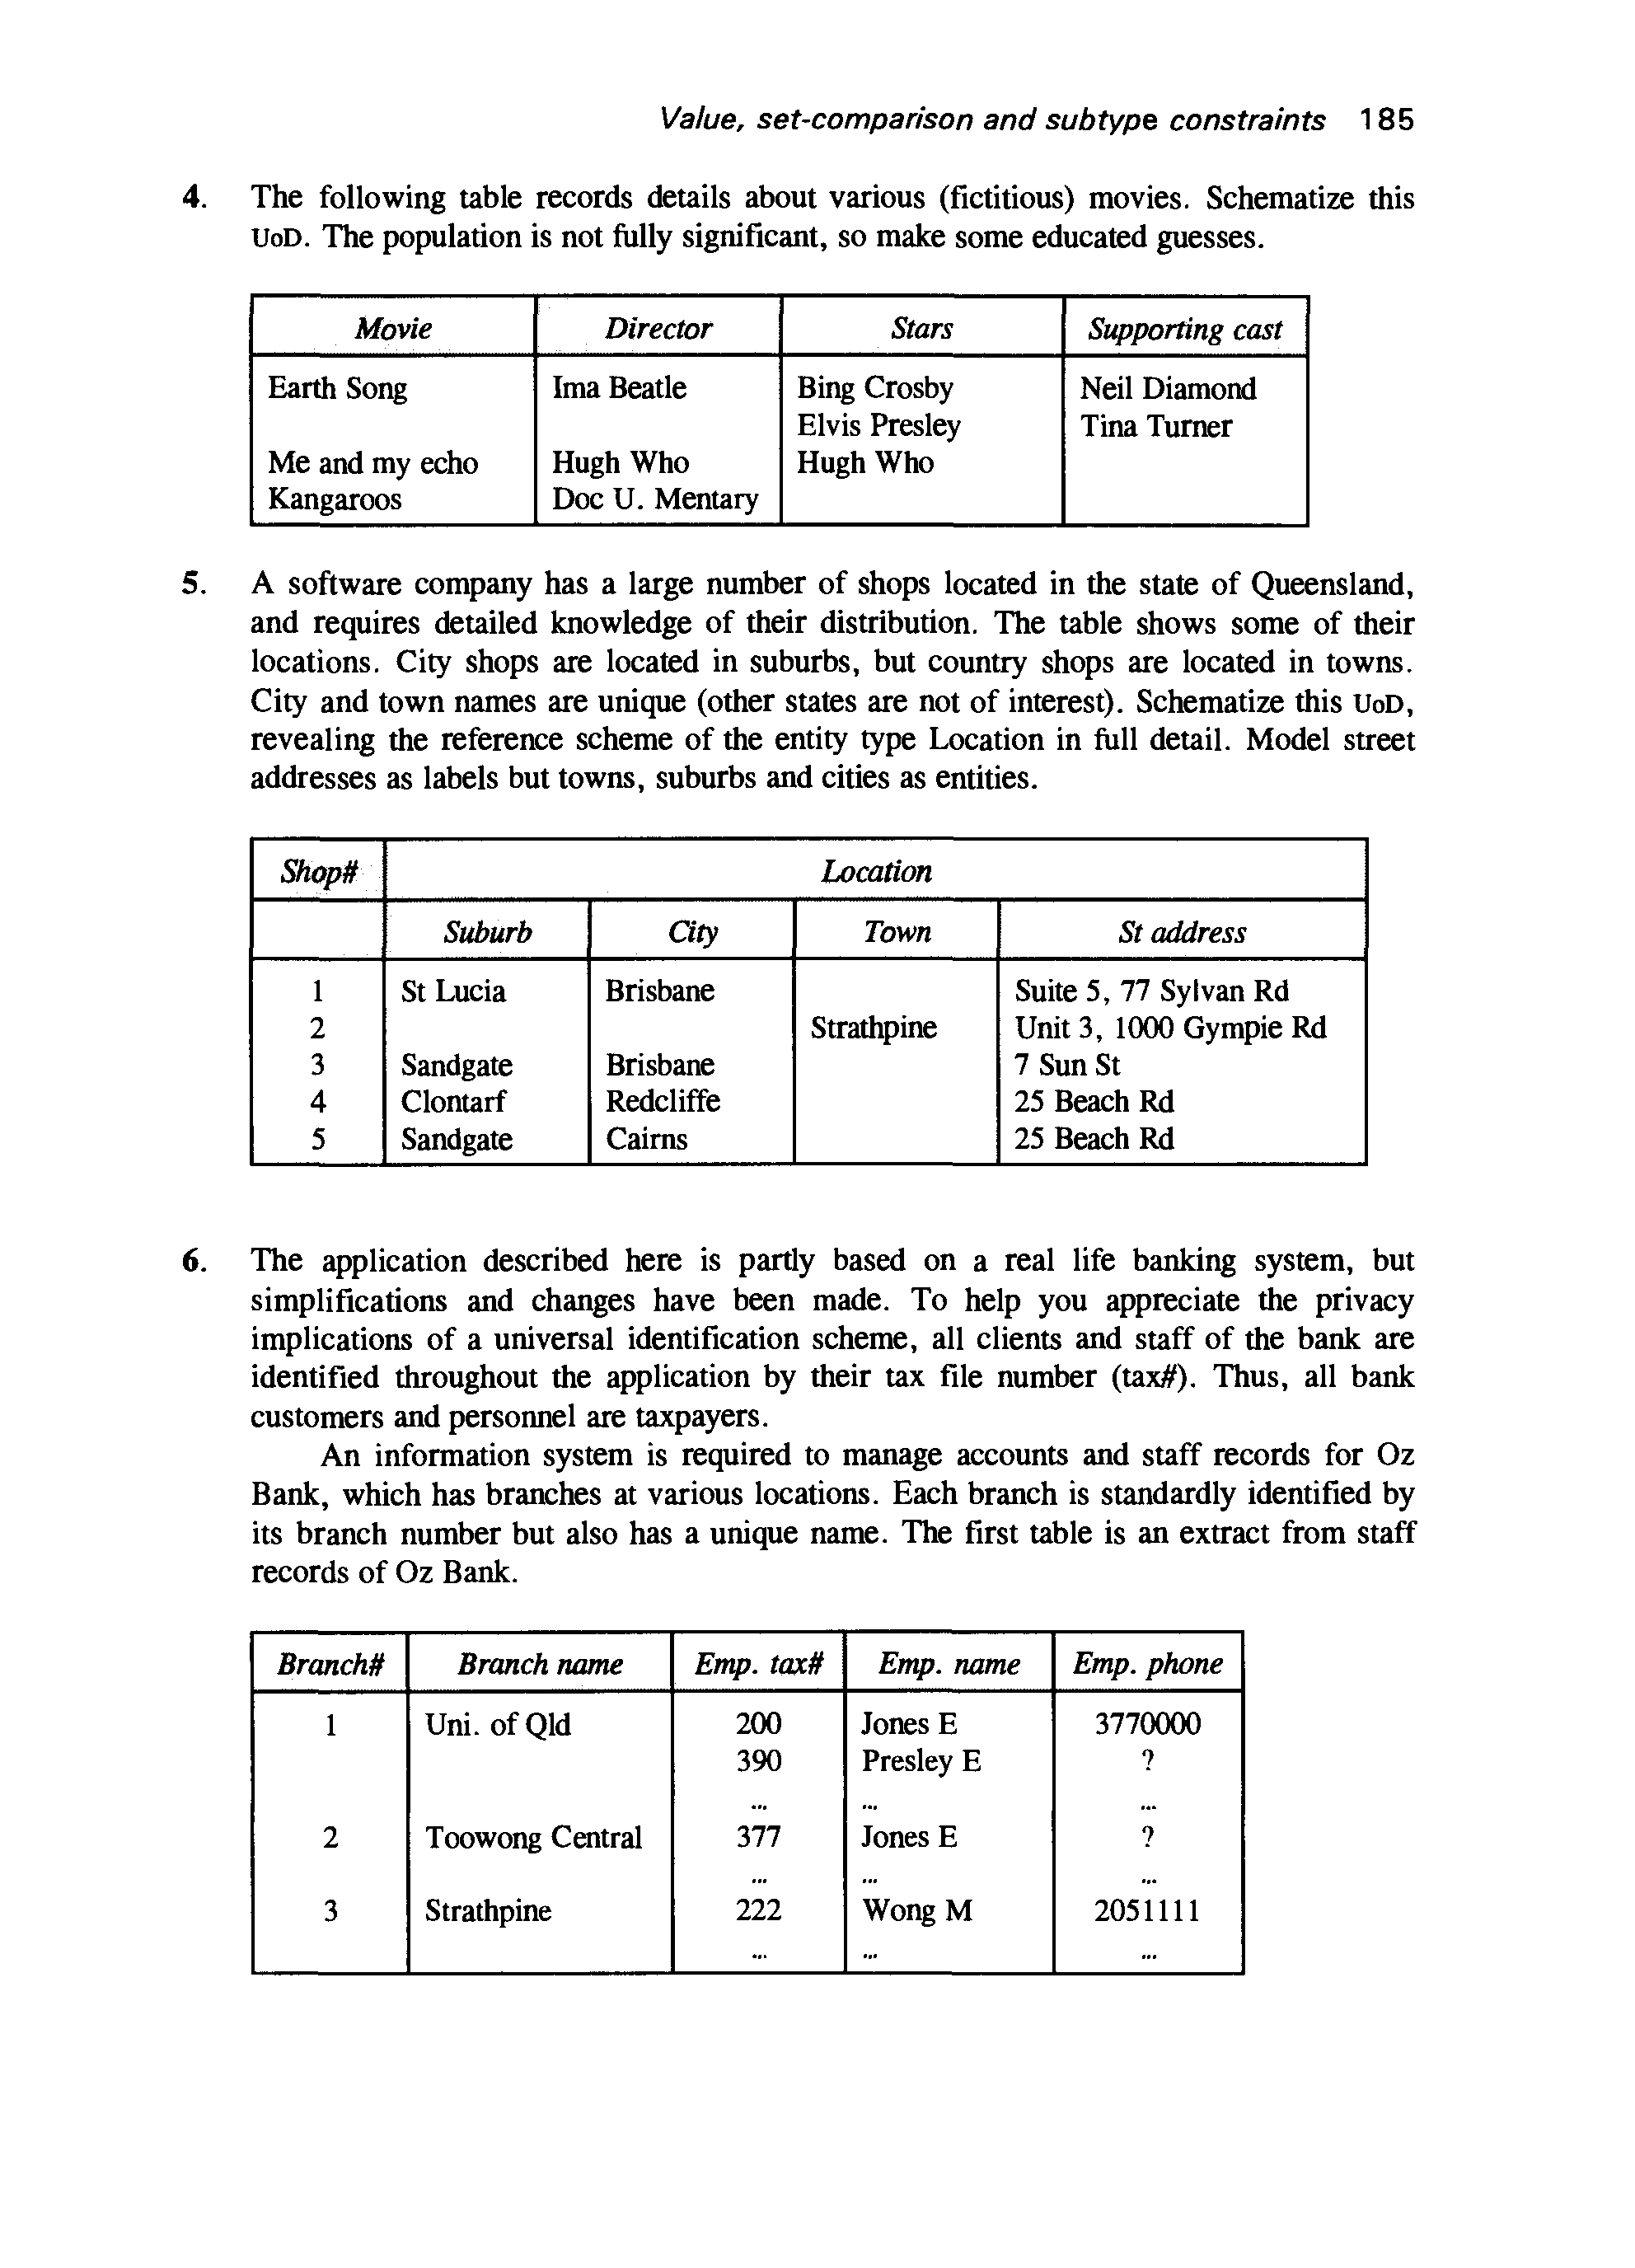 Value, set-comparison and subtype constraints 185
4. The following table records details about various (fictitious) movies. Schematize this
UoD. The population is not fully significant, so make some educated guesses.
Movie Director Stars Supporting cast
Earth Song Ima Beatle Bing Crosby Neil Diamond
Elvis Presley Tina Turner
Me and my echo Hugh Who Hugh Who
Kangaroos Doc U. Mentary
5. A software company has a large number of shops located in the state of Queensland,
and requires detailed knowledge of their distribution. The table shows some of their
locations. City shops are located in suburbs, but country shops are located in towns.
City and town names are unique (other states are not of interest). Schematize this UoD,
revealing the reference scheme of the entity type Location in full detail. Model street
addresses as labels but towns, suburbs and cities as entities.
Shop# Location
Suburb City Town St address
1 St Lucia Brisbane Suite 5, 77 Sylvan Rd
2 Strathpine Unit 3, 1000 Gympie Rd
3 Sandgate Brisbane 7 Sun St
4 Clontarf Redcliffe 25 Beach Rd
5 Sandgate Cairns 25 Beach Rd
6. The application described here is partly based on a real life banking system, but
simplifications and changes have been made. To help you appreciate the privacy
implications of a universal identification scheme, all clients and staff of the bank are
identified throughout the application by their tax file number (tax#). Thus, all bank
customers and personnel are taxpayers.
An information system is required to manage accounts and staff records for Oz
Bank, which has branches at various locations. Each branch is standardly identified by
its branch number but also has a unique name. The first table is an extract from staff
records of Oz Bank.
Branch# Branch name Emp. tax# Emp. name Emp. phone
1 Uni. of Qld 200 Jones E 3770000
390 Presley E ?
... ... ...
2 Toowong Central 377 Jones E ?
... ... ...
3 Strathpine 222 Wong M 2051111
... ... ...